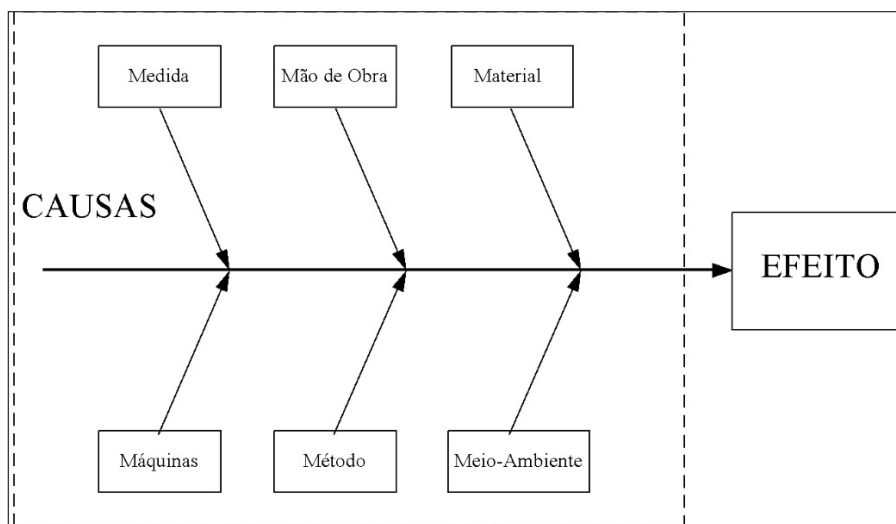 Medida
Mão de Obra
Material
CAUSAS
EFEITO
Máquinas
Método
Meio-Ambiente